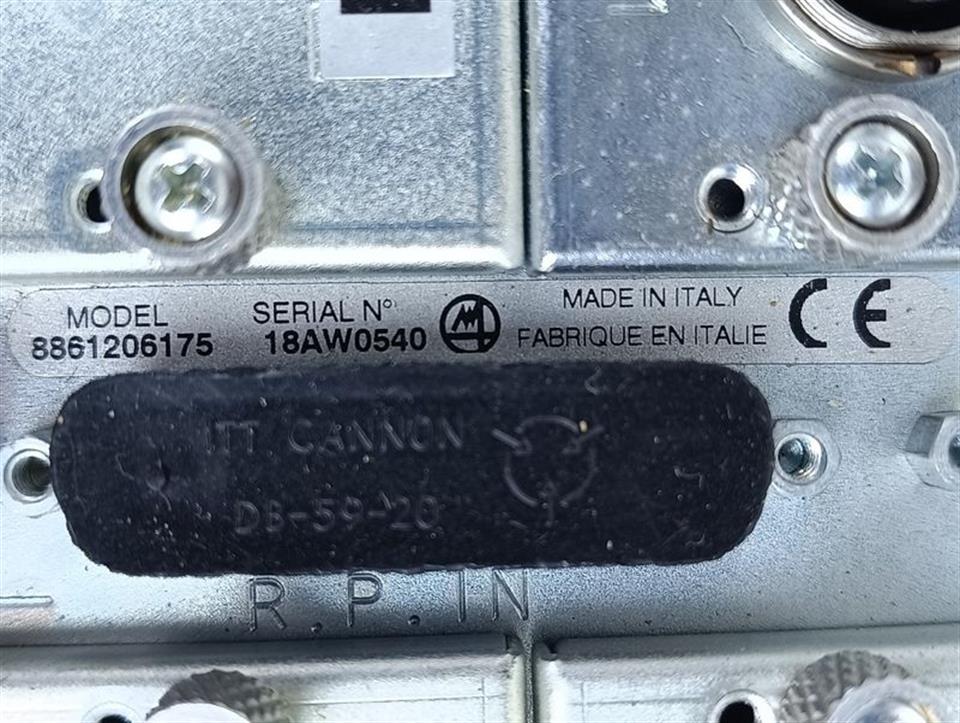 MODEL
8861206175
SERIAL N°
18AW0540
MADE IN ITALY
FABRIQUE EN ITALIE
CE
ITT CANNON
DB-59-20
R.P. IN